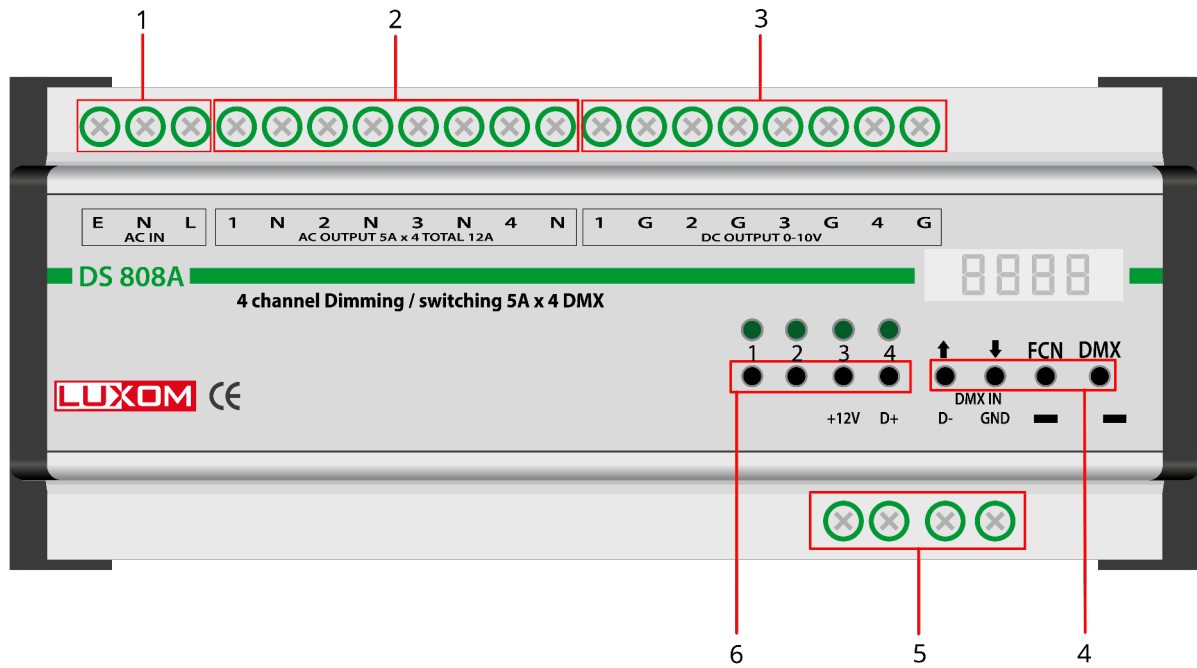 1 2 3
E N L 1 N 2 N 3 N 4 N 1 G 2 G 3 G 4 G
AC IN AC OUTPUT 5A x 4 TOTAL 12A DC OUTPUT 0-10V
DS 808A
8888
4 channel Dimming / switching 5A x 4 DMX
1 2 3 4 ⬆ ⬇ FCN DMX
LUXOM CE
DMX IN
+12V D+ D- GND
6 5 4